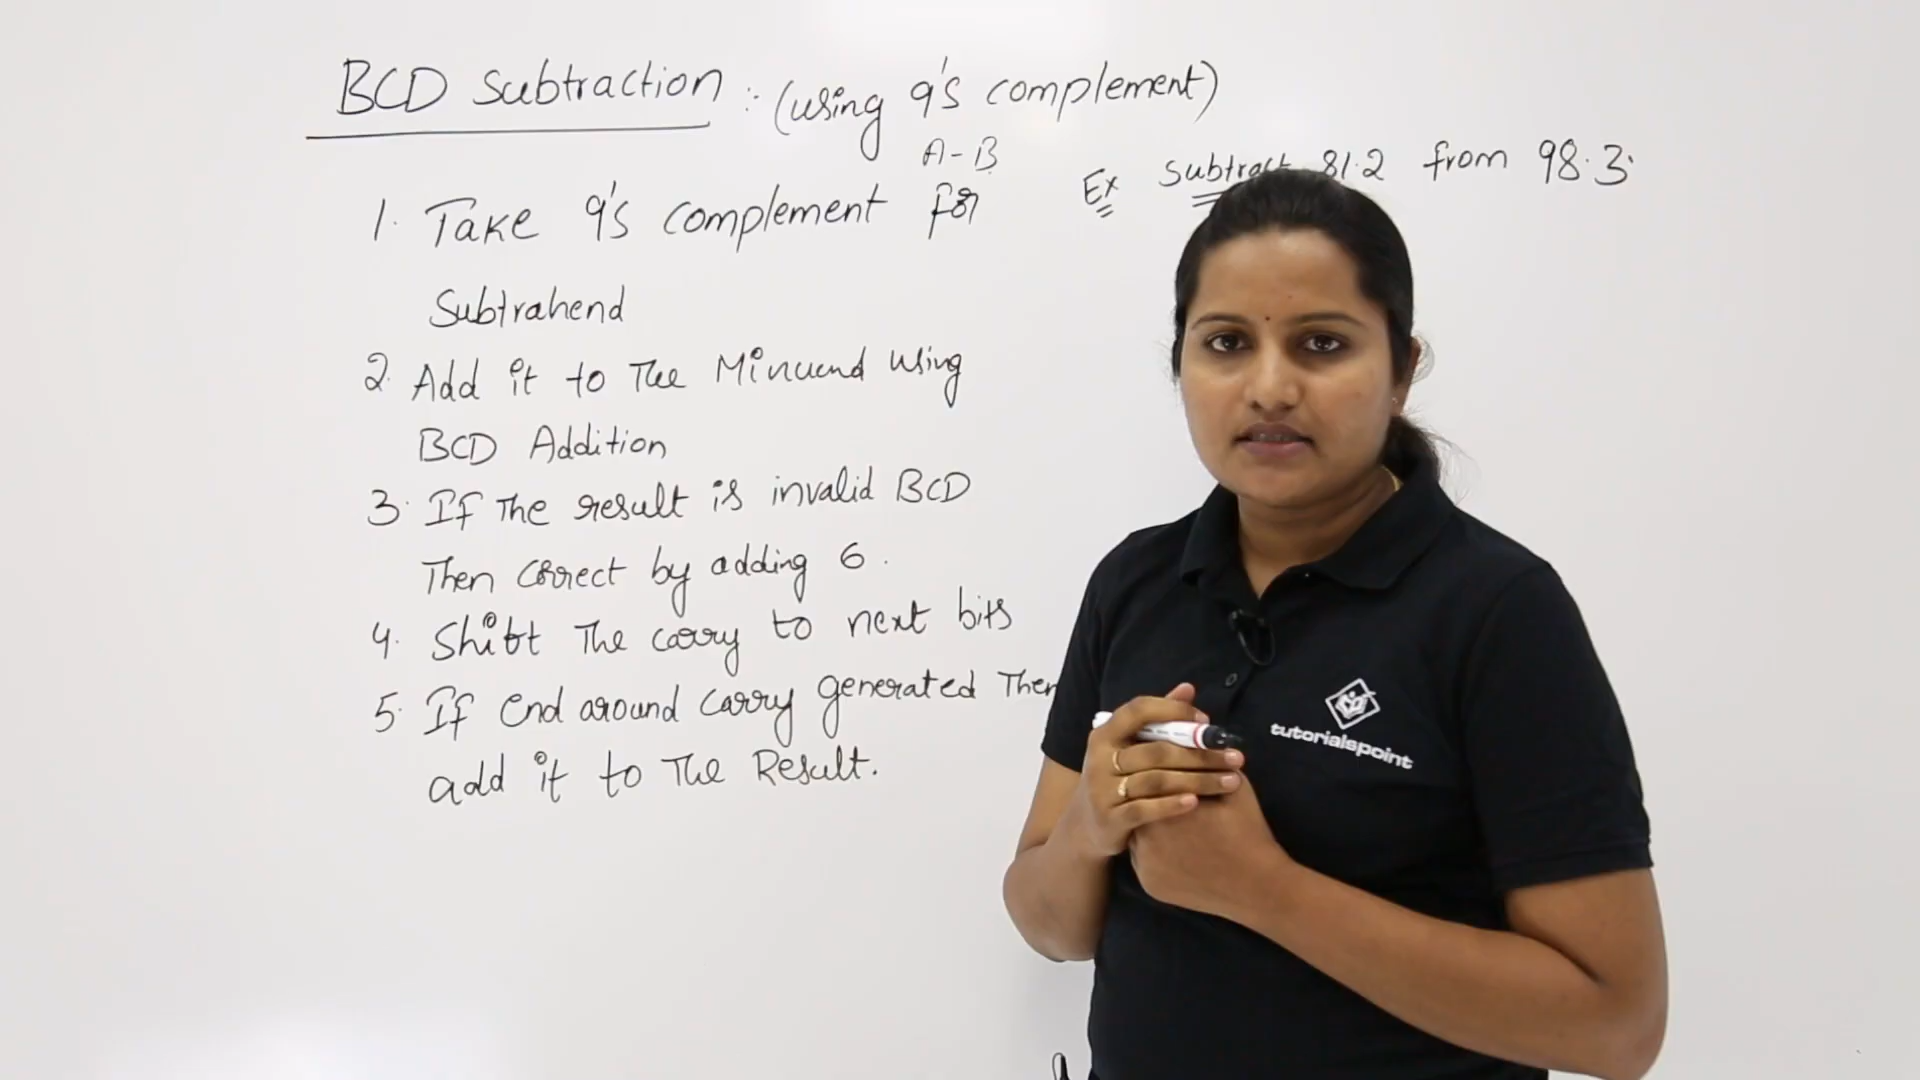 BCD Subtraction :: (using 9's complement)
A-B
Ex Subtract 81.2 from 98.3.
1. Take 9's complement for
Subtrahend
2. Add it to The Minuend using
BCD Addition
3. If The result is invalid BCD
Then correct by adding 6.
4. Shift The carry to next bits
5. If end around carry generated Then
add it to The Result.
tutorialspoint